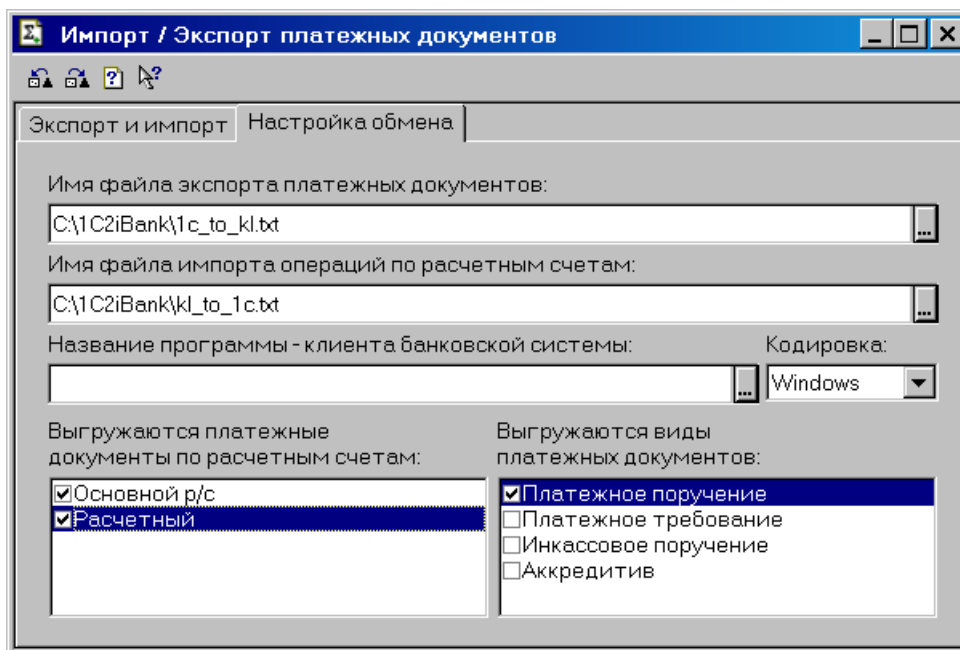 Импорт / Экспорт платежных документов
Экспорт и импорт Настройка обмена
Имя файла экспорта платежных документов:
C:\1C2iBank\1c_to_kl.txt
...
Имя файла импорта операций по расчетным счетам:
C:\1C2iBank\kl_to_1c.txt
...
Название программы - клиента банковской системы: Кодировка:
... Windows
Выгружаются платежные
документы по расчетным счетам:
Основной р/с
Расчетный
Выгружаются виды
платежных документов:
Платежное поручение
Платежное требование
Инкассовое поручение
Аккредитив